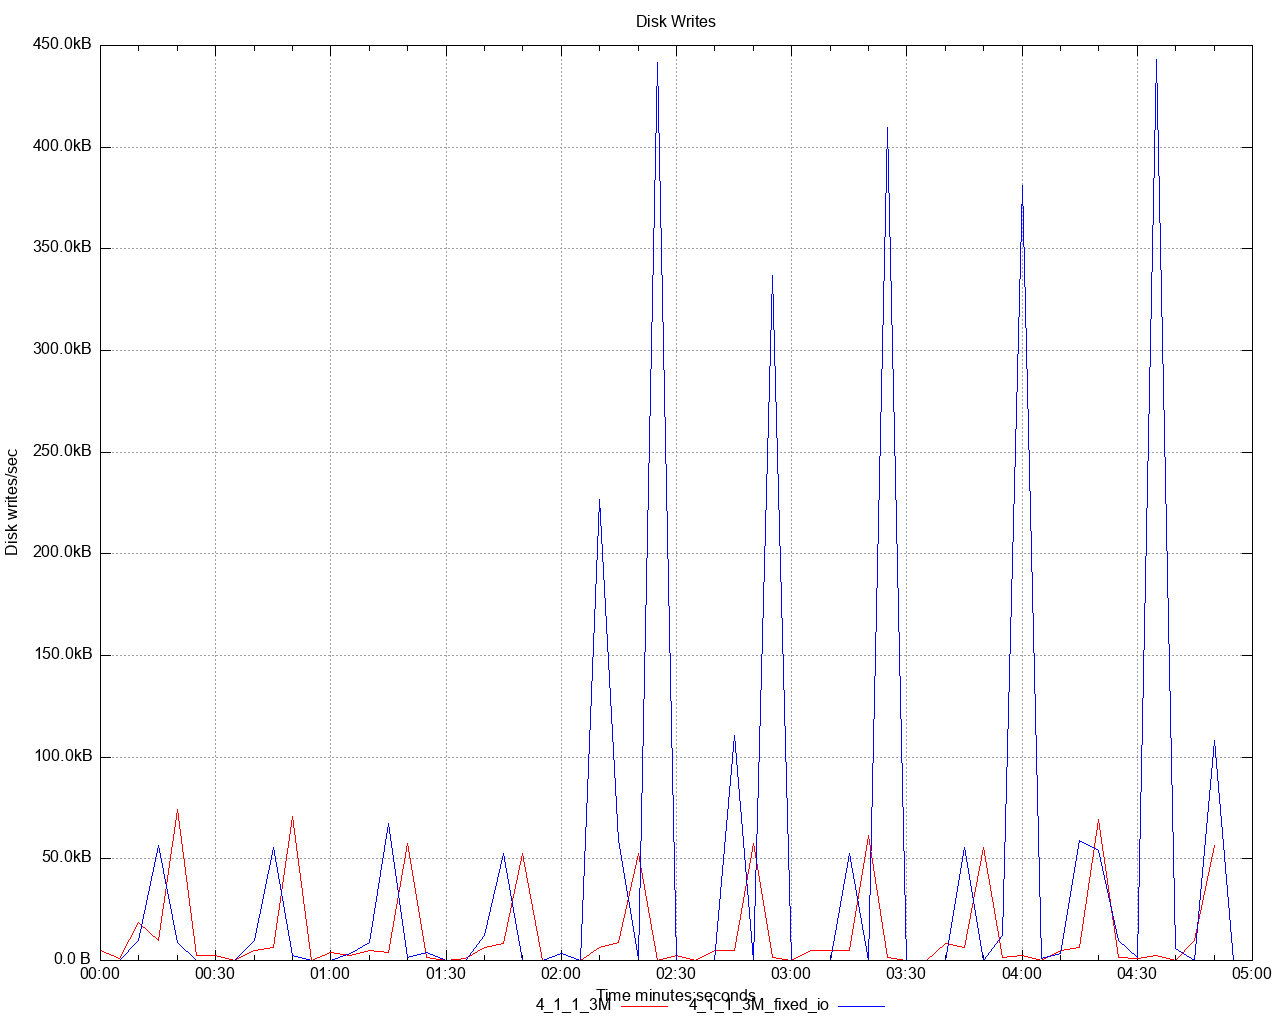 Disk Writes
450.0kB
400.0kB
350.0kB
300.0kB
250.0kB
200.0kB
150.0kB
100.0kB
50.0kB
0.0 B
Disk writes/sec
00:00 00:30 01:00 01:30 02:00 02:30 03:00 03:30 04:00 04:30 05:00
Time minutes:seconds
4_1_1_3M 4_1_1_3M_fixed_io